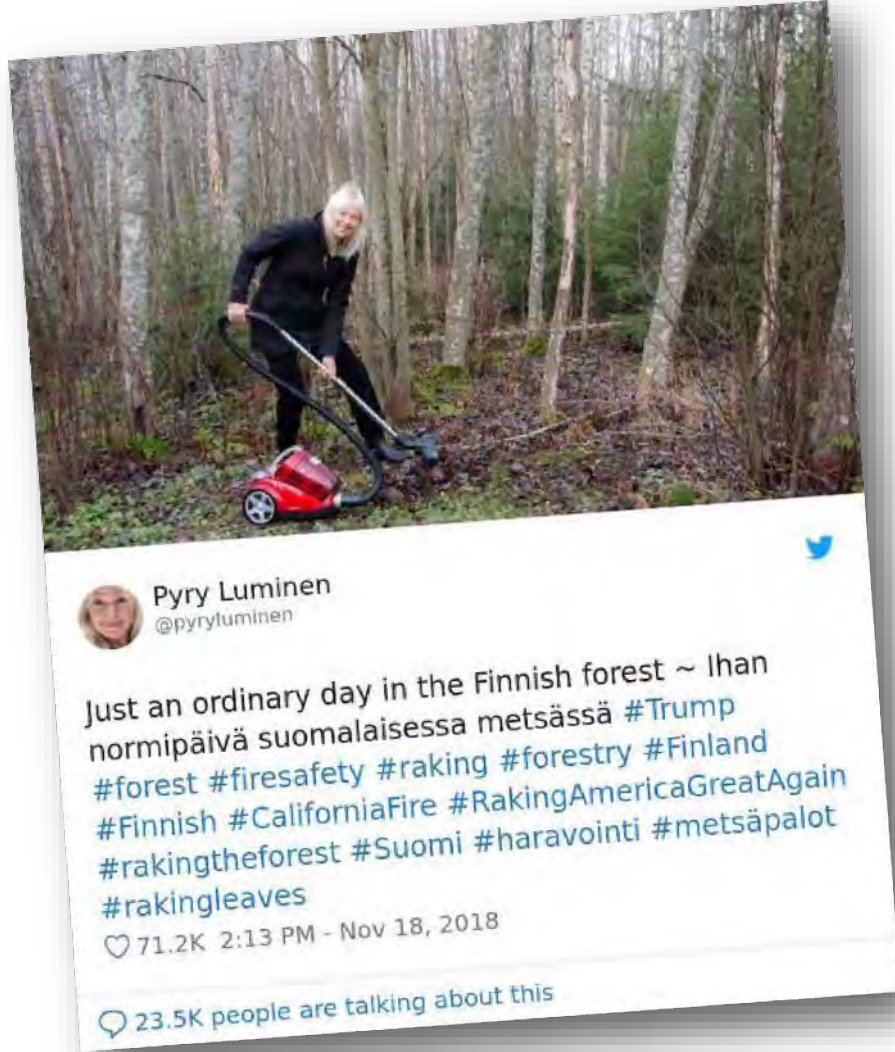 Pyry Luminen
@pyryluminen
Just an ordinary day in the Finnish forest ~ Ihan
normipäivä suomalaisessa metsässä #Trump
#forest #firesafety #raking #forestry #Finland
#Finnish #CaliforniaFire #RakingAmericaGreatAgain
#rakingtheforest #Suomi #haravointi #metsäpalot
#rakingleaves
71.2K 2:13 PM - Nov 18, 2018
23.5K people are talking about this